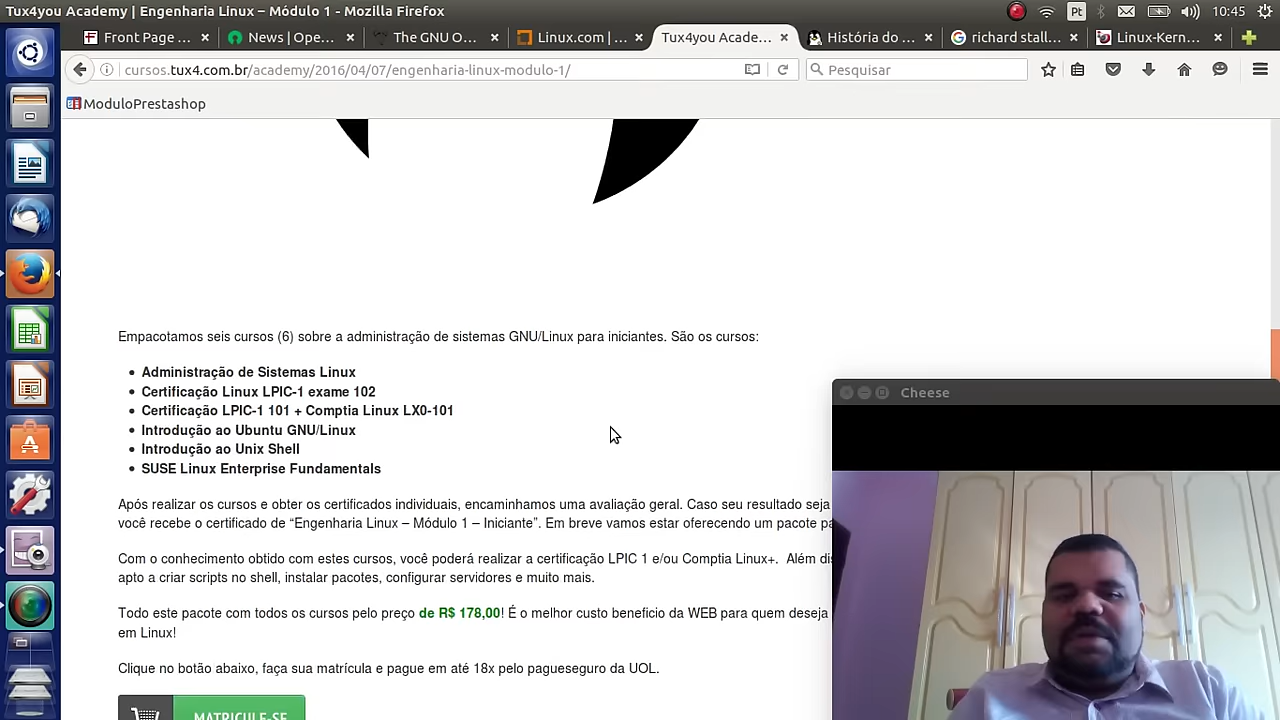 Tux4you Academy | Engenharia Linux – Módulo 1 - Mozilla Firefox
Pt
10:45
Front Page ...
News | Ope...
The GNU O...
Linux.com | ...
Tux4you Acade...
História do ...
richard stall...
Linux-Kern...
cursos.tux4.com.br/academy/2016/04/07/engenharia-linux-modulo-1/
Pesquisar
ModuloPrestashop
Empacotamos seis cursos (6) sobre a administração de sistemas GNU/Linux para iniciantes. São os cursos:
Administração de Sistemas Linux
Certificação Linux LPIC-1 exame 102
Certificação LPIC-1 101 + Comptia Linux LX0-101
Introdução ao Ubuntu GNU/Linux
Introdução ao Unix Shell
SUSE Linux Enterprise Fundamentals
Cheese
Após realizar os cursos e obter os certificados individuais, encaminhamos uma avaliação geral. Caso seu resultado seja
você recebe o certificado de “Engenharia Linux – Módulo 1 – Iniciante”. Em breve vamos estar oferecendo um pacote
Com o conhecimento obtido com estes cursos, você poderá realizar a certificação LPIC 1 e/ou Comptia Linux+. Além
apto a criar scripts no shell, instalar pacotes, configurar servidores e muito mais.
Todo este pacote com todos os cursos pelo preço de R$ 178,00! É o melhor custo beneficio da WEB para quem deseja
em Linux!
Clique no botão abaixo, faça sua matrícula e pague em até 18x pelo pagueseguro da UOL.
MATRICULE-SE